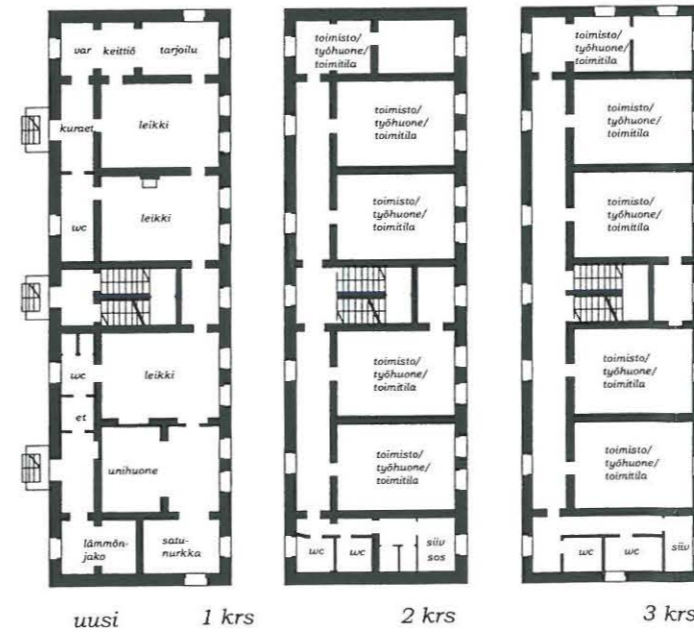 var
keittiö
tarjoilu
kuraet
leikki
wc
leikki
wc
leikki
et
unihuone
lämmön-
jako
satu-
nurkka
uusi
1 krs
toimisto/
työhuone/
toimitila
toimisto/
työhuone/
toimitila
toimisto/
työhuone/
toimitila
toimisto/
työhuone/
toimitila
toimisto/
työhuone/
toimitila
wc
wc
siiv
sos
2 krs
toimisto/
työhuone/
toimitila
toimisto/
työhuone/
toimitila
toimisto/
työhuone/
toimitila
toimisto/
työhuone/
toimitila
toimisto/
työhuone/
toimitila
wc
wc
siiv
3 krs